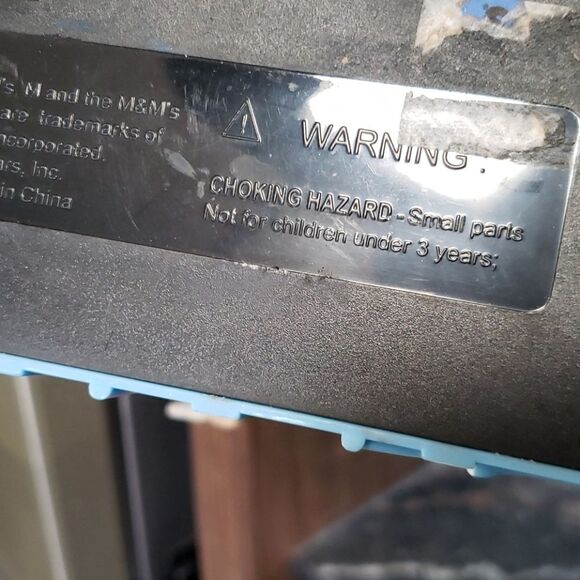 's, M and the M&M's
are trademarks of
ncorporated.
ars, Inc.
in China
WARNING:
CHOKING HAZARD - Small parts
Not for children under 3 years;